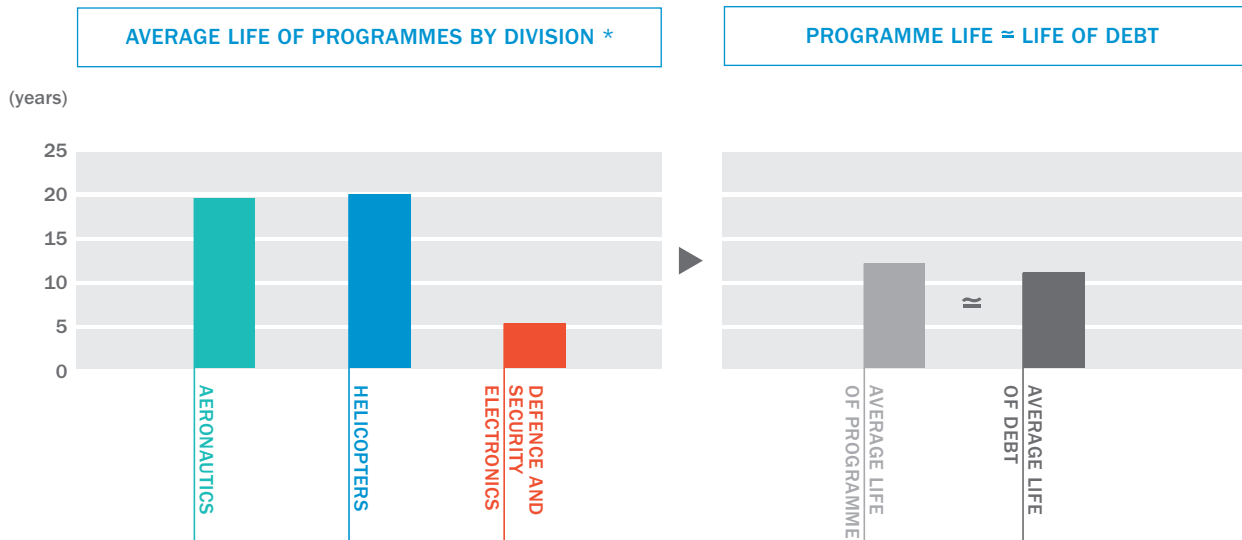 AVERAGE LIFE OF PROGRAMMES BY DIVISION *
PROGRAMME LIFE ≃ LIFE OF DEBT
(years)
25
20
15
10
5
0
≃
AERONAUTICS
HELICOPTERS
DEFENCE AND
SECURITY
ELECTRONICS
AVERAGE LIFE
OF PROGRAMME
AVERAGE LIFE
OF DEBT